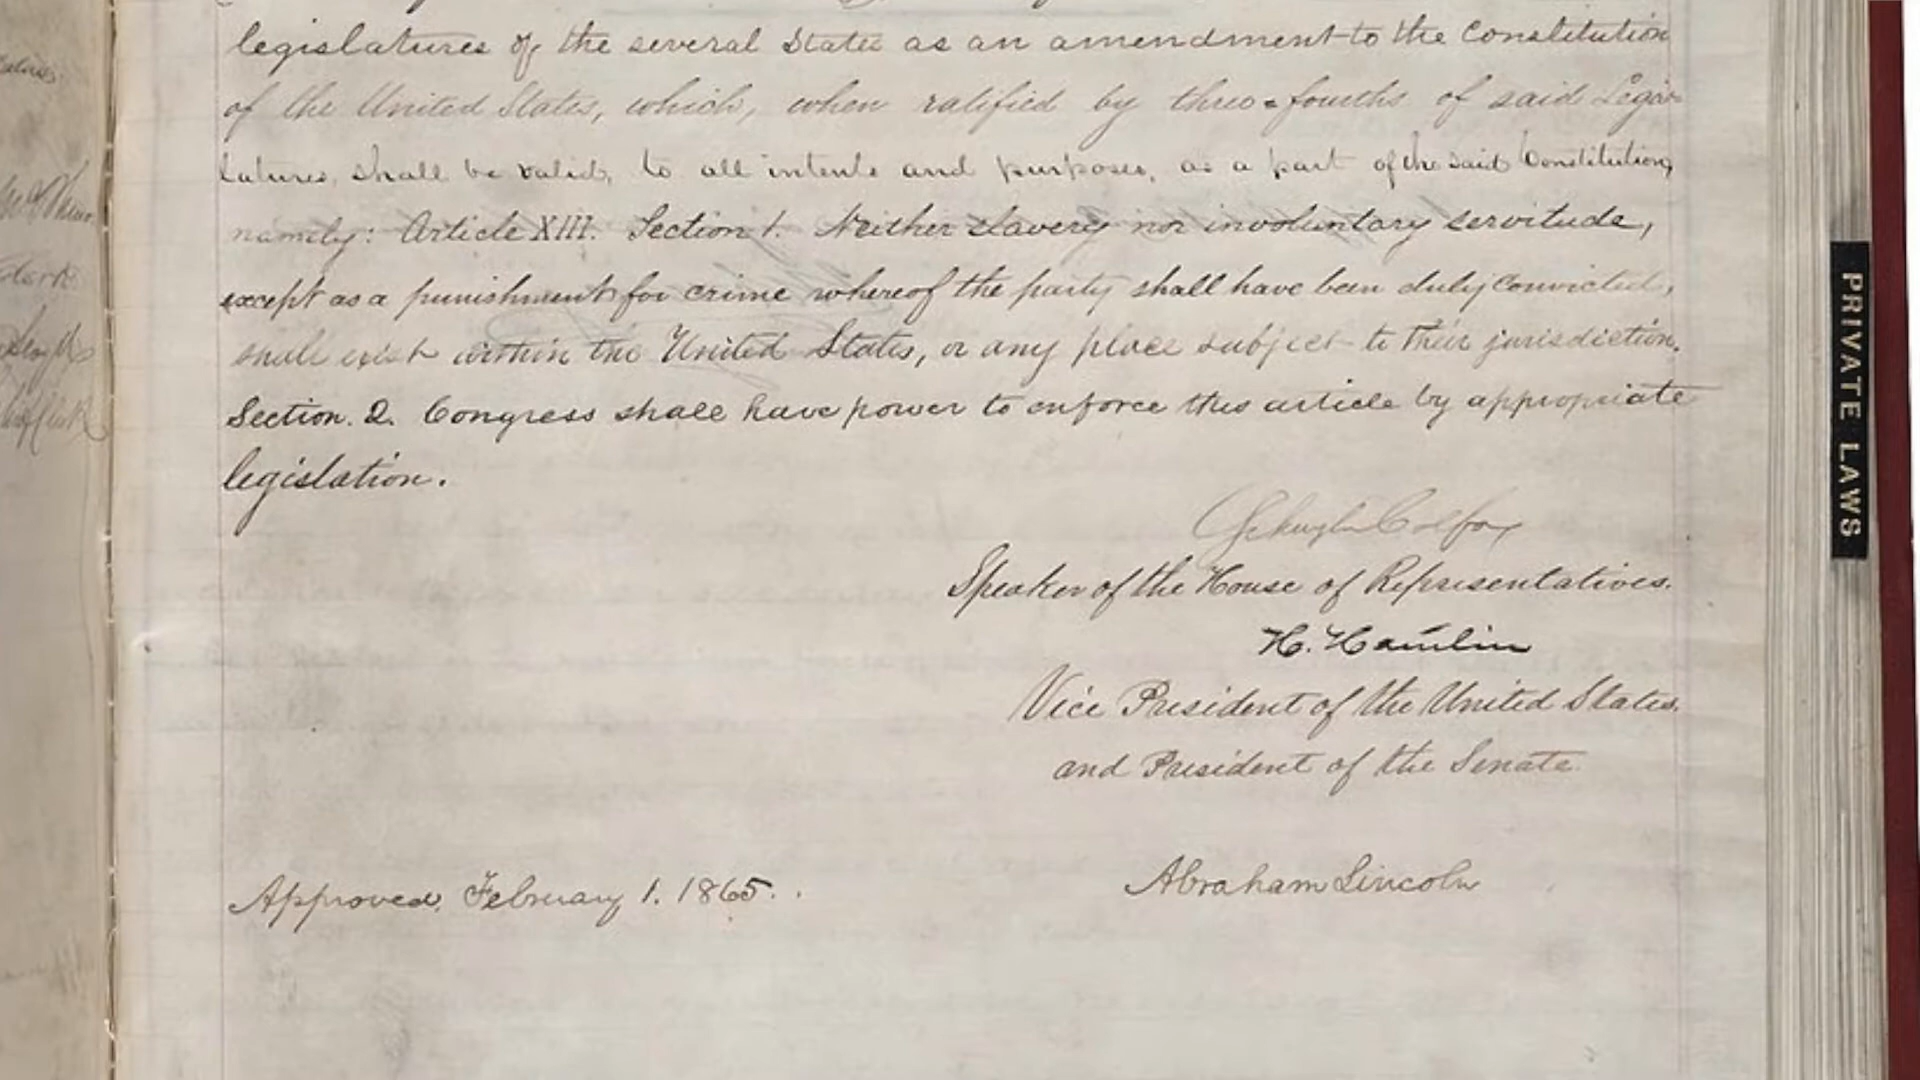 legislatures of the several States as an amendment to the Constitution
of the United States, which, when ratified by three-fourths of said Legis-
latures, shall be valid, to all intents and purposes, as a part of the said Constitution,
namely: Article XIII. Section 1. Neither slavery nor involuntary servitude,
except as a punishment for crime whereof the party shall have been duly convicted,
shall exist within the United States, or any place subject to their jurisdiction.
Section. 2. Congress shall have power to enforce this article by appropriate
legislation.
Schuyler Colfax
Speaker of the House of Representatives.
H. Hamlin
Vice President of the United States,
and President of the Senate.
Approved, February 1. 1865.
Abraham Lincoln
PRIVATE LAWS